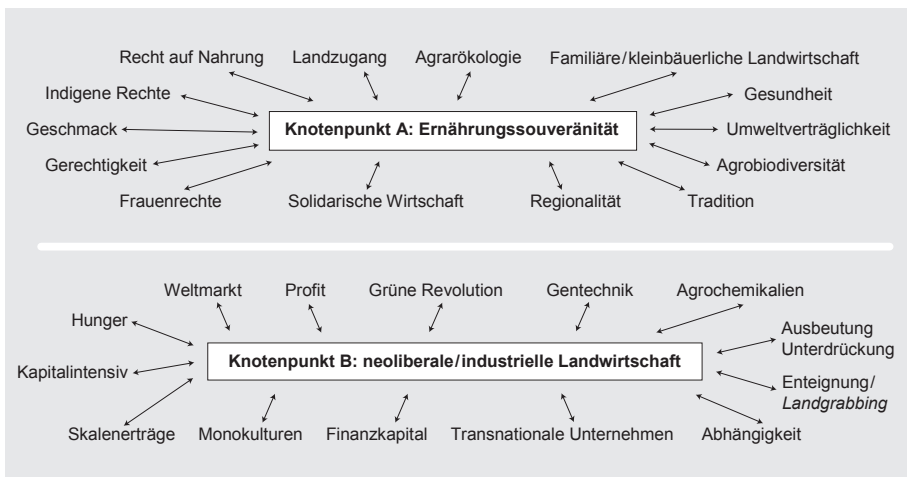 Recht auf Nahrung
Landzugang
Agrarökologie
Familiäre/kleinbäuerliche Landwirtschaft
Indigene Rechte
Gesundheit
Geschmack
Knotenpunkt A: Ernährungssouveränität
Umweltverträglichkeit
Gerechtigkeit
Agrobiodiversität
Frauenrechte
Solidarische Wirtschaft
Regionalität
Tradition
Weltmarkt
Profit
Grüne Revolution
Gentechnik
Agrochemikalien
Hunger
Ausbeutung
Unterdrückung
Knotenpunkt B: neoliberale/industrielle Landwirtschaft
Kapitalintensiv
Enteignung/
Landgrabbing
Skalenerträge
Monokulturen
Finanzkapital
Transnationale Unternehmen
Abhängigkeit